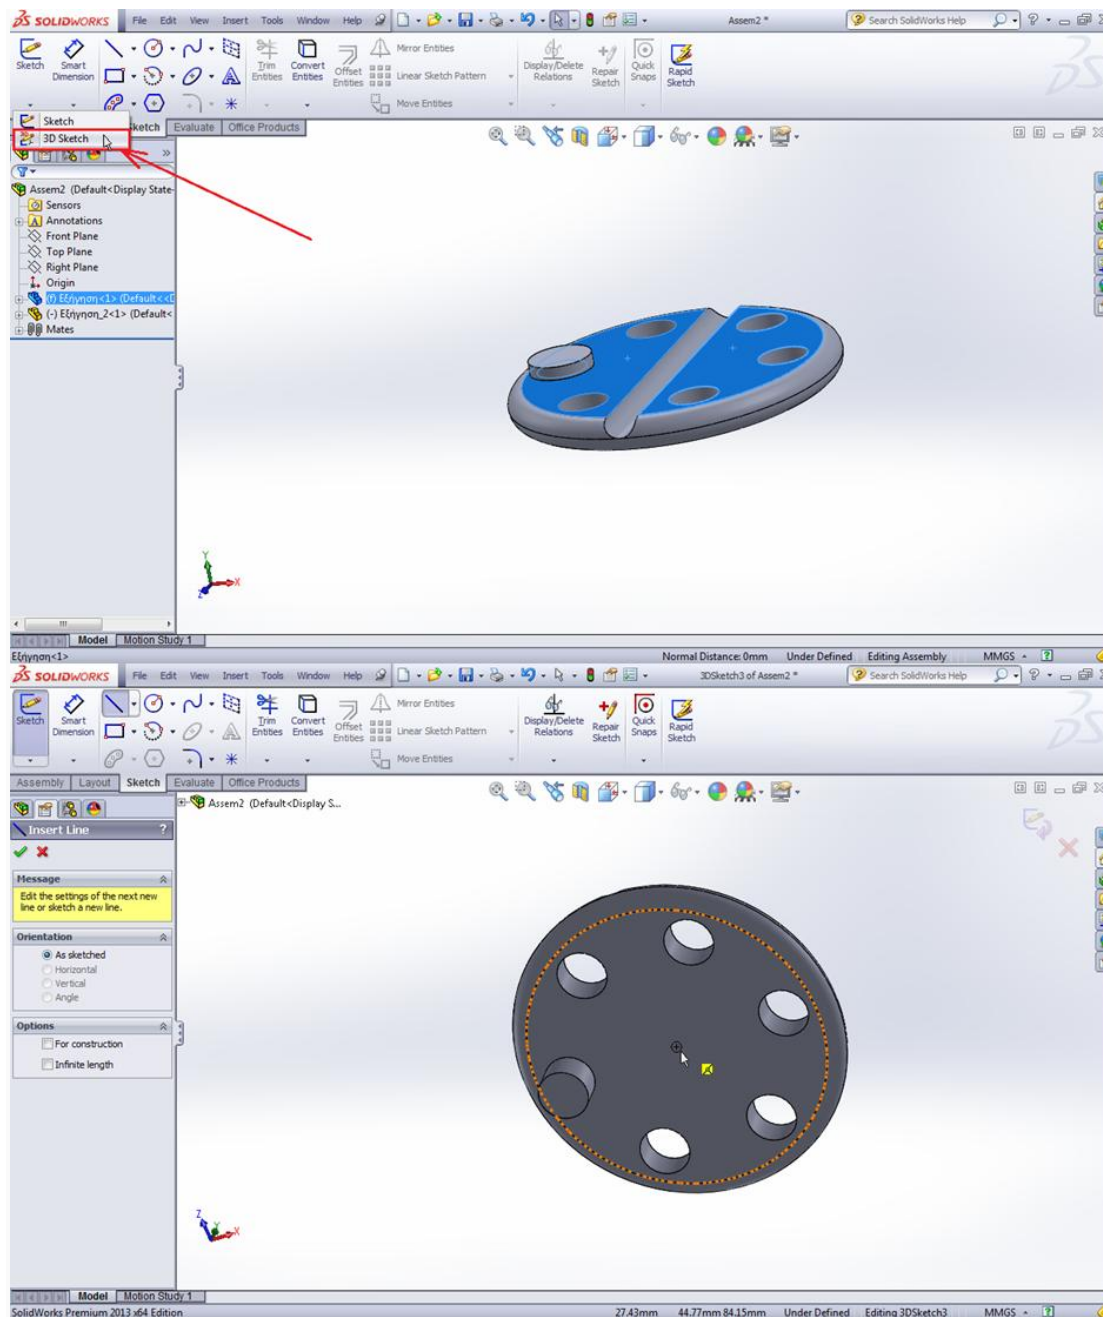 SOLIDWORKS File Edit View Insert Tools Window Help Assem2 * Search SolidWorks Help
Sketch Smart Dimension Trim Entities Convert Entities Offset Entities Mirror Entities Linear Sketch Pattern Move Entities Display/Delete Relations Repair Sketch Quick Snaps Rapid Sketch
Sketch
3D Sketch
Sketch Evaluate Office Products
Assem2 (Default<Display State-
Sensors
Annotations
Front Plane
Top Plane
Right Plane
Origin
(f) Εξήγηση<1> (Default<<D
(-) Εξήγηση_2<1> (Default<
Mates
Y
X
Z
Model Motion Study 1
Εξήγηση<1> Normal Distance: 0mm Under Defined Editing Assembly MMGS
SOLIDWORKS File Edit View Insert Tools Window Help 3DSketch3 of Assem2 * Search SolidWorks Help
Sketch Smart Dimension Trim Entities Convert Entities Offset Entities Mirror Entities Linear Sketch Pattern Move Entities Display/Delete Relations Repair Sketch Quick Snaps Rapid Sketch
Assembly Layout Sketch Evaluate Office Products
Assem2 (Default<Display S...
Insert Line ?
Message
Edit the settings of the next new
line or sketch a new line.
Orientation
As sketched
Horizontal
Vertical
Angle
Options
For construction
Infinite length
Z
Y
X
Model Motion Study 1
SolidWorks Premium 2013 x64 Edition 27.43mm 44.77mm 84.15mm Under Defined Editing 3DSketch3 MMGS